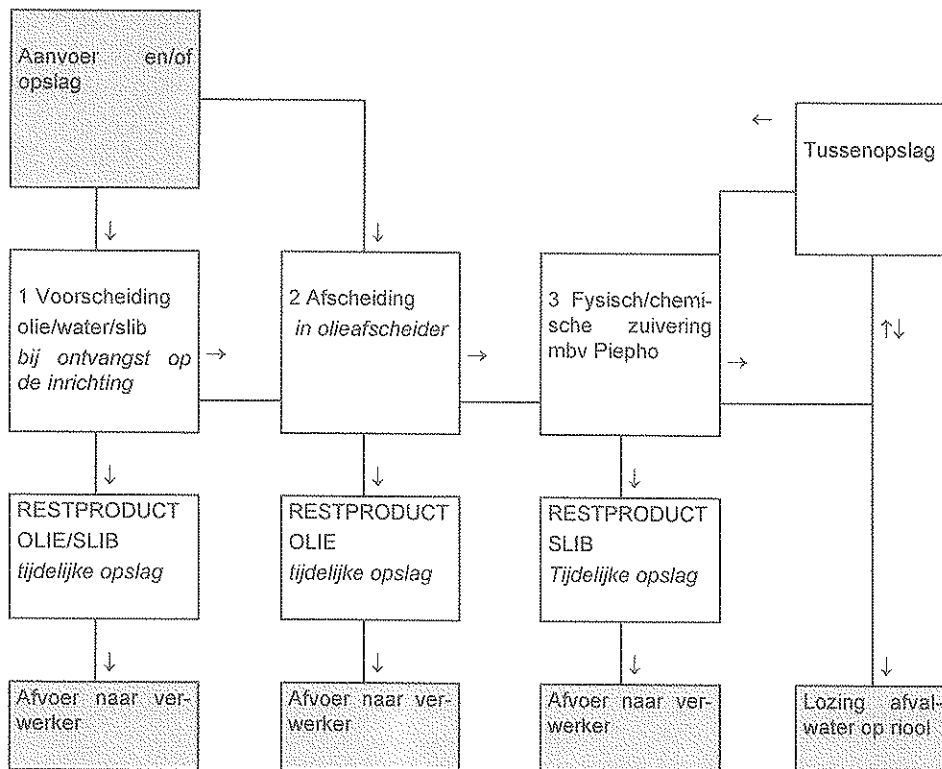 Aanvoer en/of
opslag
←
Tussenopslag
↓
↓
1 Voorscheiding
olie/water/slib
bij ontvangst op
de inrichting
→
2 Afscheiding
in olieafscheider
→
3 Fysisch/chemi-
sche zuivering
mbv Piepho
→
↑↓
↓
↓
↓
RESTPRODUCT
OLIE/SLIB
tijdelijke opslag
RESTPRODUCT
OLIE
tijdelijke opslag
RESTPRODUCT
SLIB
Tijdelijke opslag
↓
↓
↓
↓
Afvoer naar ver-
werker
Afvoer naar ver-
werker
Afvoer naar ver-
werker
Lozing afval-
water op riool